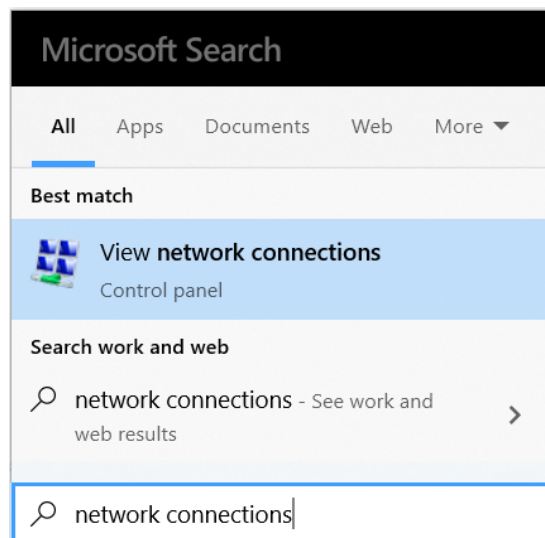 Microsoft Search
All Apps Documents Web More
Best match
View network connections
Control panel
Search work and web
network connections - See work and
web results
network connections